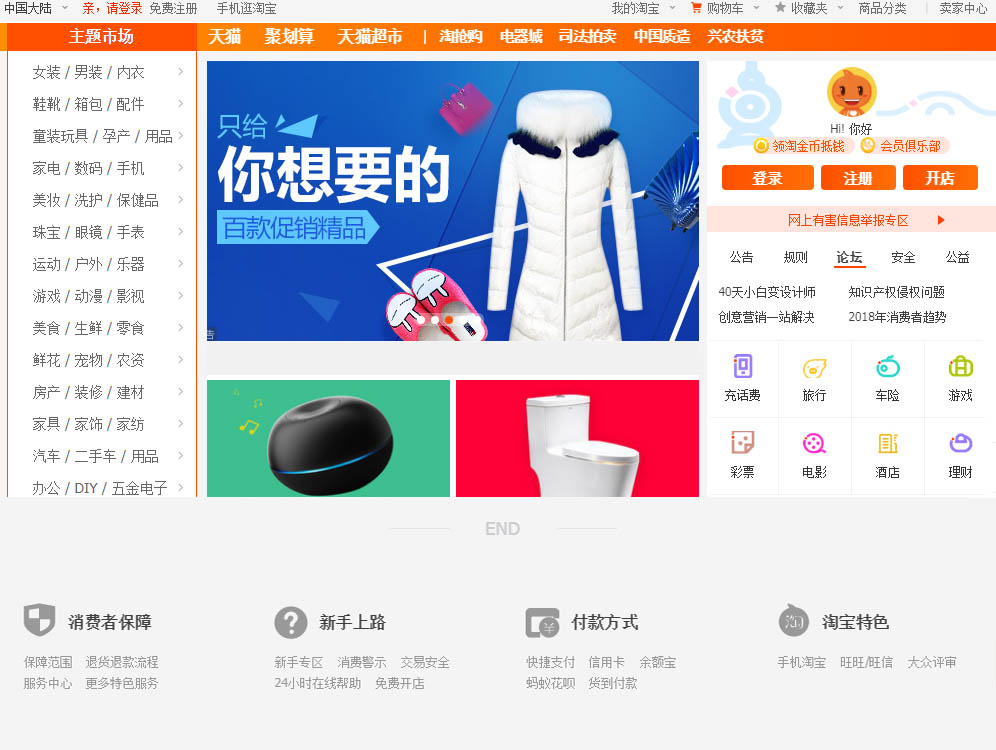 中国大陆 亲，请登录 免费注册 手机逛淘宝 我的淘宝 购物车 收藏夹 商品分类 卖家中心
主题市场 天猫 聚划算 天猫超市 | 淘抢购 电器城 司法拍卖 中国质造 兴农扶贫
女装 / 男装 / 内衣
鞋靴 / 箱包 / 配件
童装玩具 / 孕产 / 用品
家电 / 数码 / 手机
美妆 / 洗护 / 保健品
珠宝 / 眼镜 / 手表
运动 / 户外 / 乐器
游戏 / 动漫 / 影视
美食 / 生鲜 / 零食
鲜花 / 宠物 / 农资
房产 / 装修 / 建材
家具 / 家饰 / 家纺
汽车 / 二手车 / 用品
办公 / DIY / 五金电子
只给
你想要的
百款促销精品
告
Hi! 你好
领淘金币抵钱 会员俱乐部
登录 注册 开店
网上有害信息举报专区
公告 规则 论坛 安全 公益
40天小白变设计师 知识产权侵权问题
创意营销一站解决 2018年消费者趋势
充话费 旅行 车险 游戏
彩票 电影 酒店 理财
END
消费者保障 新手上路 付款方式 淘 淘宝特色
保障范围 退货退款流程 新手专区 消费警示 交易安全 快捷支付 信用卡 余额宝 手机淘宝 旺旺/旺信 大众评审
服务中心 更多特色服务 24小时在线帮助 免费开店 蚂蚁花呗 货到付款